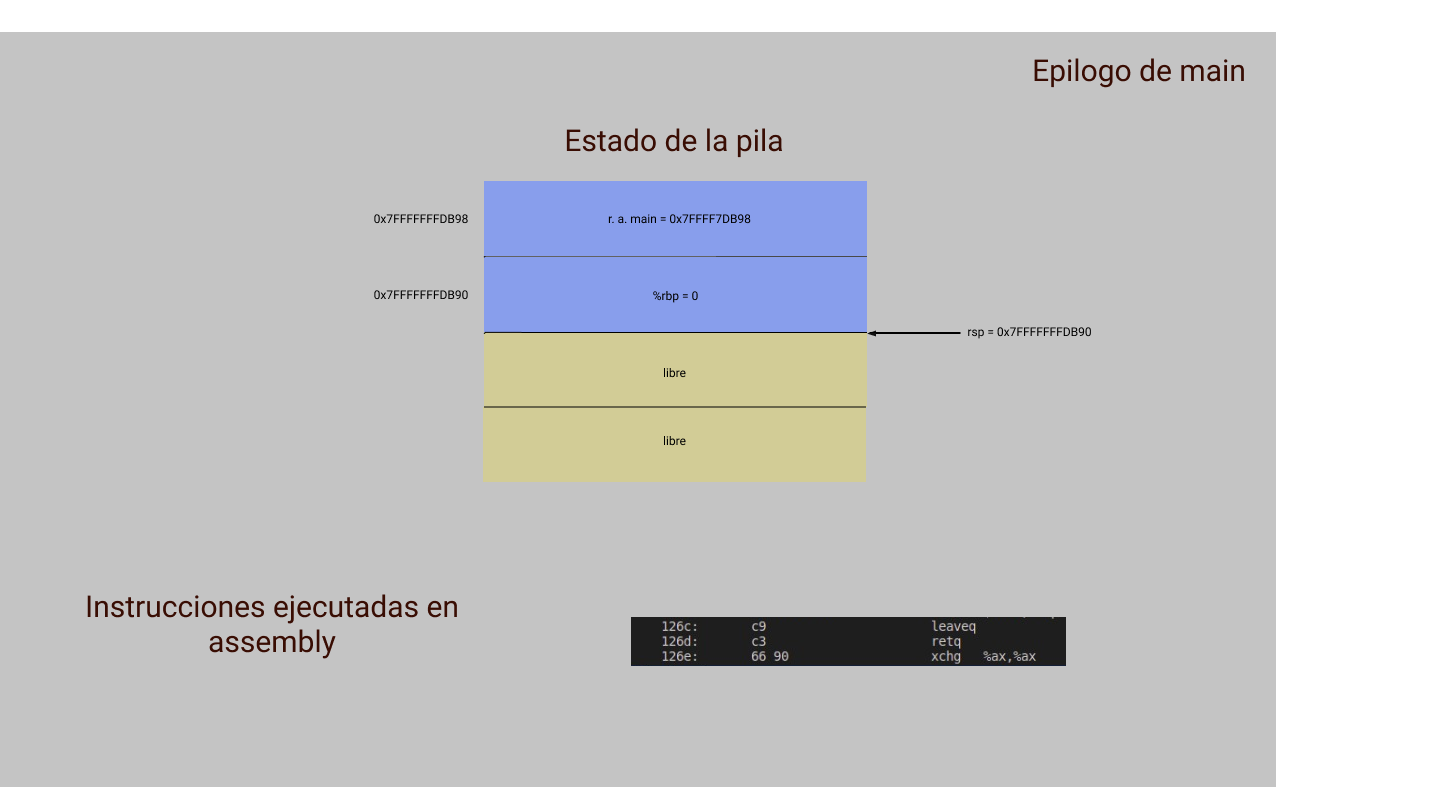 Epilogo de main
Estado de la pila
0x7FFFFFFFDB98
r. a. main = 0x7FFFF7DB98
0x7FFFFFFFDB90
%rbp = 0
rsp = 0x7FFFFFFFDB90
libre
libre
Instrucciones ejecutadas en
assembly
126c: c9 leaveq
126d: c3 retq
126e: 66 90 xchg %ax,%ax